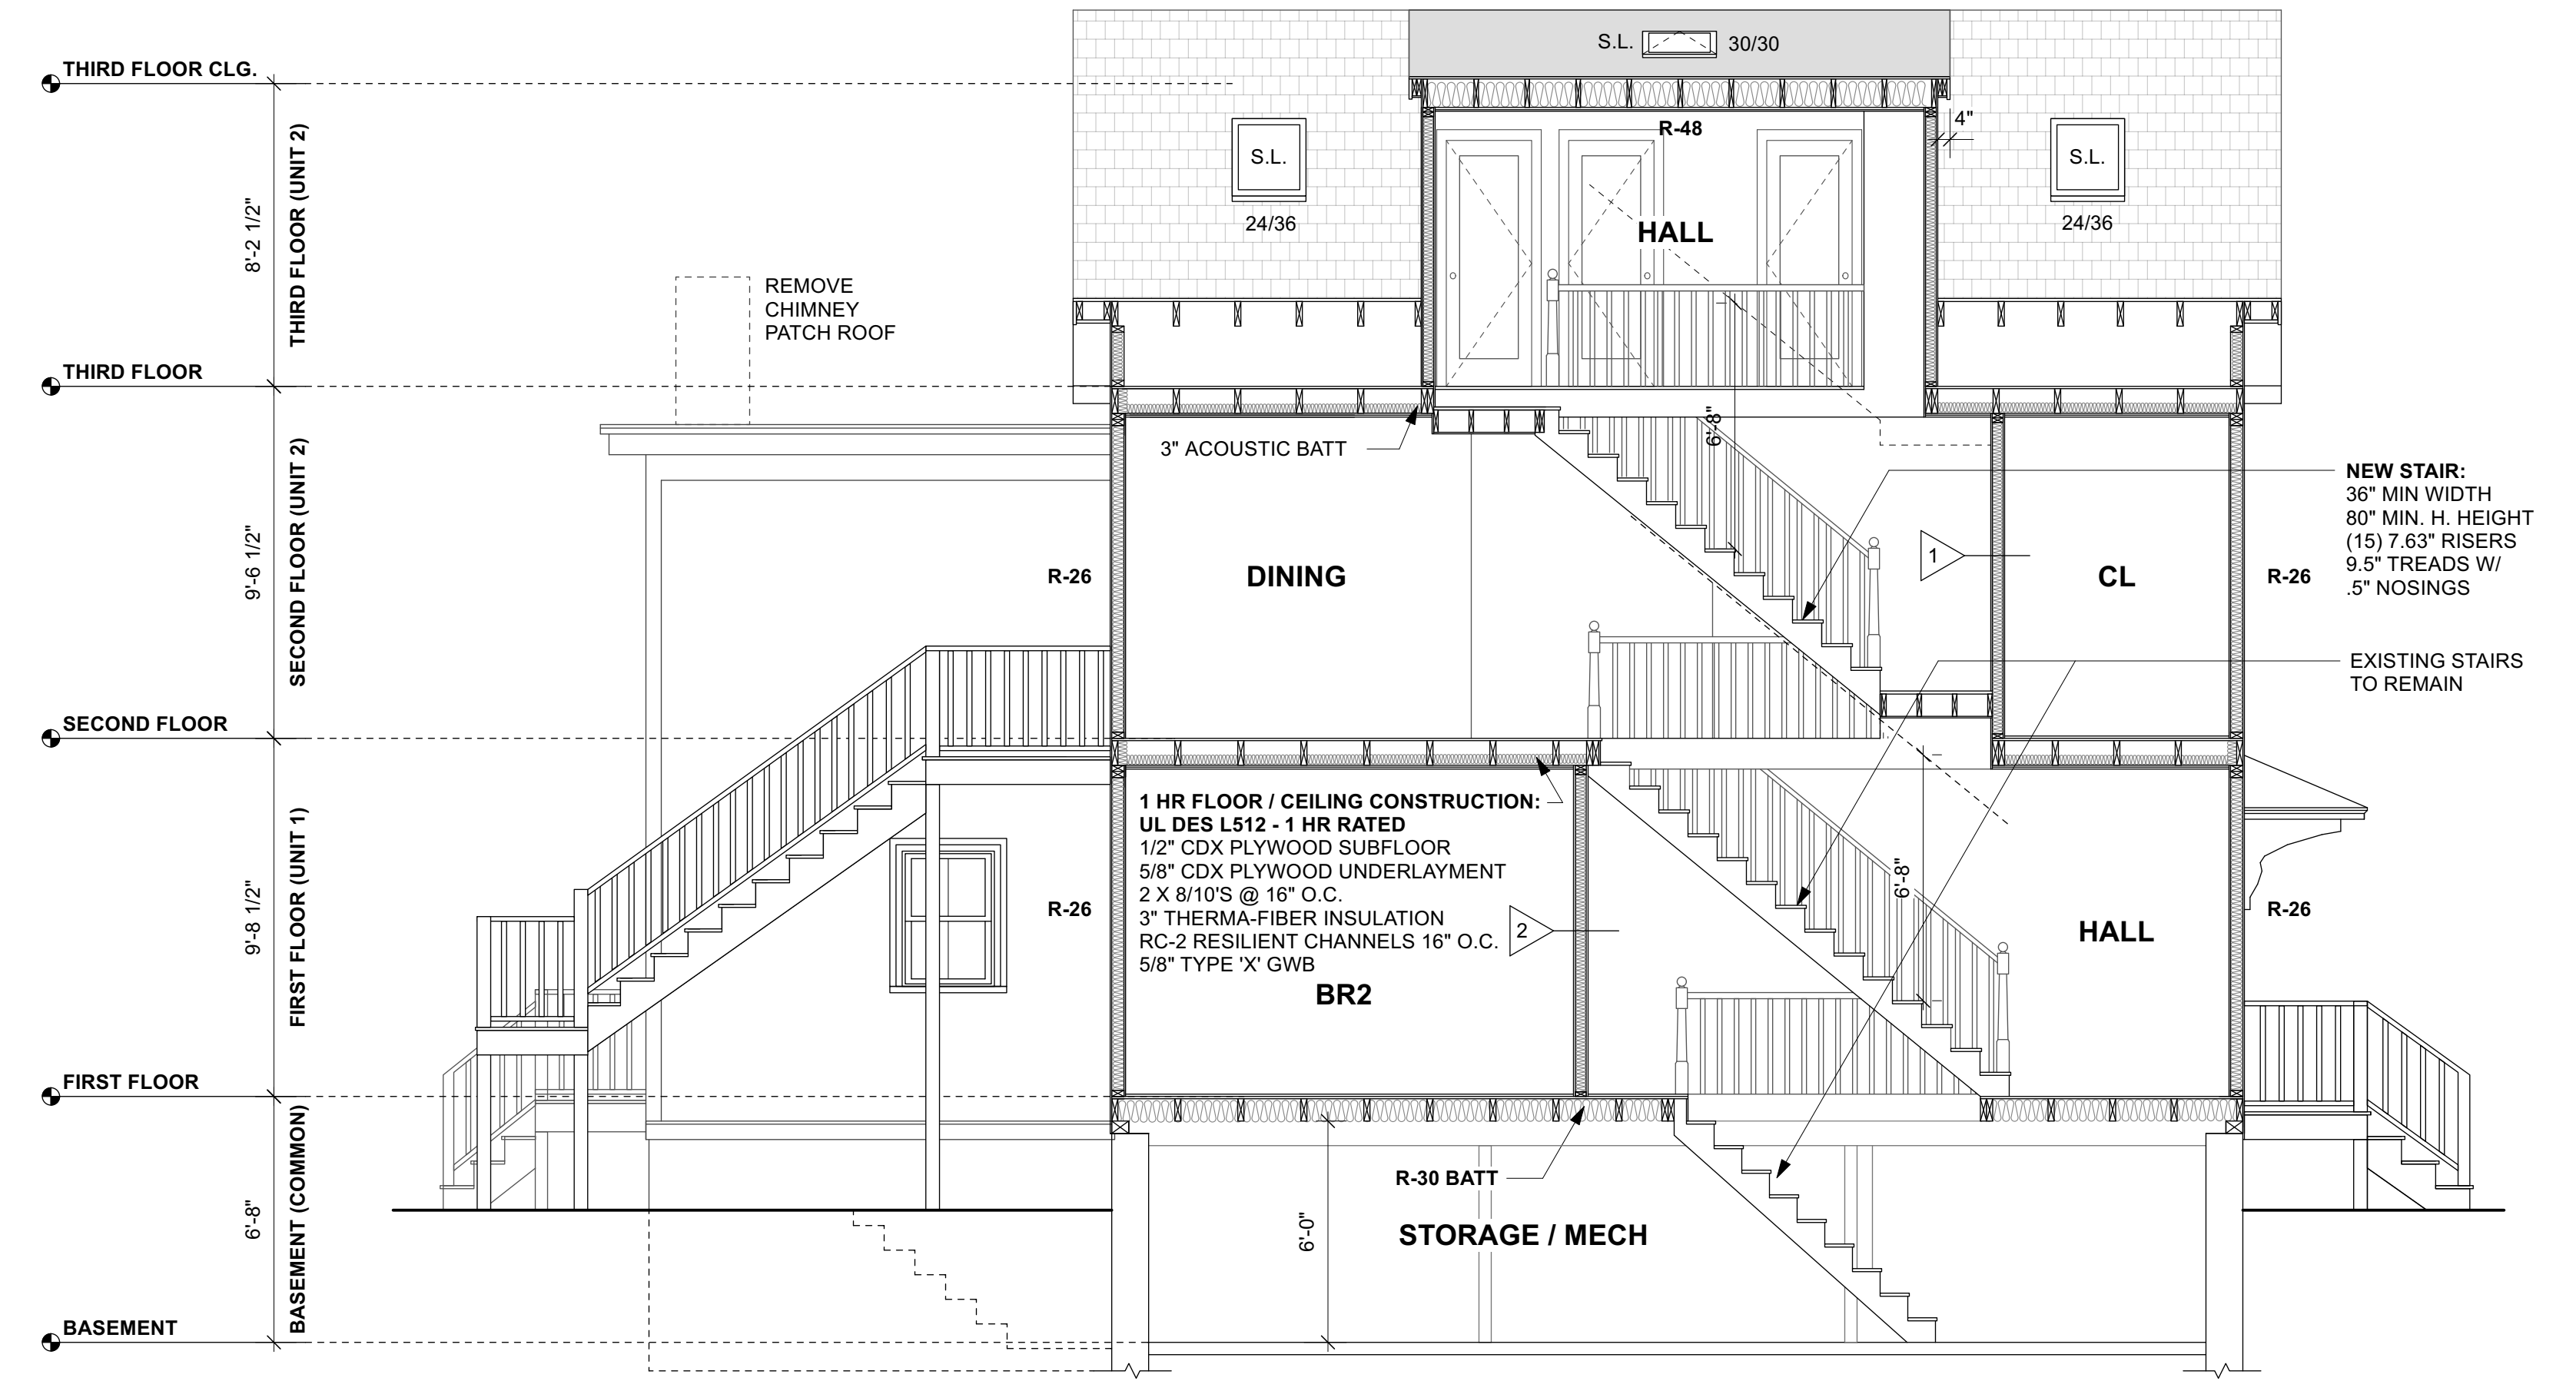 S.L.
30/30
THIRD FLOOR CLG.
4"
R-48
S.L.
S.L.
24/36
24/36
HALL
8'-2 1/2"
THIRD FLOOR (UNIT 2)
REMOVE
CHIMNEY
PATCH ROOF
THIRD FLOOR
3" ACOUSTIC BATT
6'-8"
NEW STAIR:
36" MIN WIDTH
80" MIN. H. HEIGHT
(15) 7.63" RISERS
9.5" TREADS W/
.5" NOSINGS
9'-6 1/2"
SECOND FLOOR (UNIT 2)
R-26
DINING
1
CL
R-26
EXISTING STAIRS
TO REMAIN
SECOND FLOOR
1 HR FLOOR / CEILING CONSTRUCTION:
UL DES L512 - 1 HR RATED
1/2" CDX PLYWOOD SUBFLOOR
5/8" CDX PLYWOOD UNDERLAYMENT
2 X 8/10'S @ 16" O.C.
3" THERMA-FIBER INSULATION
RC-2 RESILIENT CHANNELS 16" O.C.
5/8" TYPE 'X' GWB
9'-8 1/2"
FIRST FLOOR (UNIT 1)
R-26
2
6'-8"
HALL
R-26
BR2
FIRST FLOOR
R-30 BATT
6'-8"
BASEMENT (COMMON)
6'-0"
STORAGE / MECH
BASEMENT